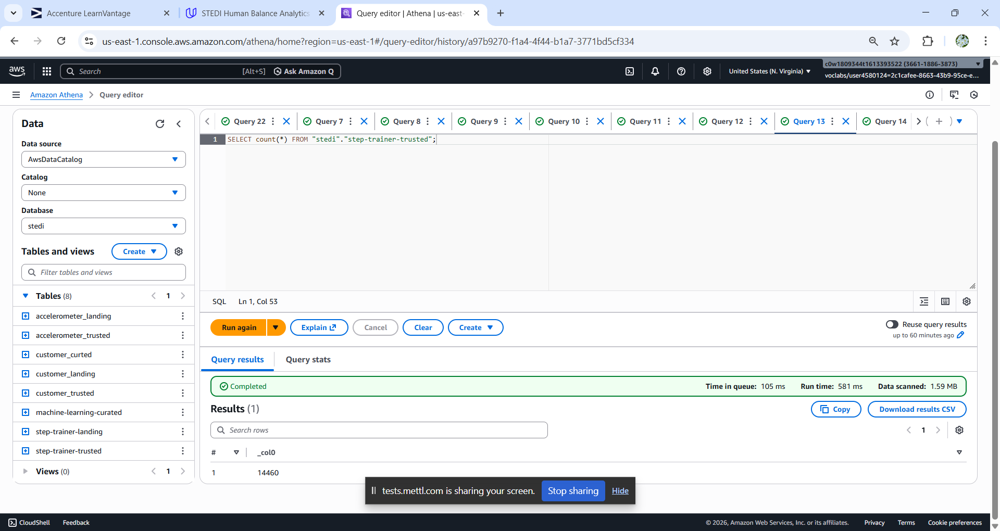 Accenture LearnVantage
STEDI Human Balance Analytics
Query editor | Athena | us-east-
us-east-1.console.aws.amazon.com/athena/home?region=us-east-1#/query-editor/history/a97b9270-f1a4-4f44-b1a7-3771bd5cf334
aws
Search
[Alt+S]
Ask Amazon Q
United States (N. Virginia)
c0w1809344t1613393522 (3661-1886-3873)
voclabs/user4580124=2c1cafee-8663-43b9-95ce-e...
Amazon Athena
Query editor
Data
Data source
AwsDataCatalog
Catalog
None
Database
stedi
Tables and views
Create
Filter tables and views
Tables (8)
1
accelerometer_landing
accelerometer_trusted
customer_curted
customer_landing
customer_trusted
machine-learning-curated
step-trainer-landing
step-trainer-trusted
Views (0)
1
Query 22
Query 7
Query 8
Query 9
Query 10
Query 11
Query 12
Query 13
Query 14
1
SELECT count(*) FROM "stedi"."step-trainer-trusted";
SQL
Ln 1, Col 53
Run again
Explain
Cancel
Clear
Create
Reuse query results
up to 60 minutes ago
Query results
Query stats
Completed
Time in queue: 105 ms
Run time: 581 ms
Data scanned: 1.59 MB
Results (1)
Copy
Download results CSV
Search rows
1
#
_col0
1
14460
tests.mettl.com is sharing your screen.
Stop sharing
Hide
CloudShell
Feedback
© 2026, Amazon Web Services, Inc. or its affiliates.
Privacy
Terms
Cookie preferences